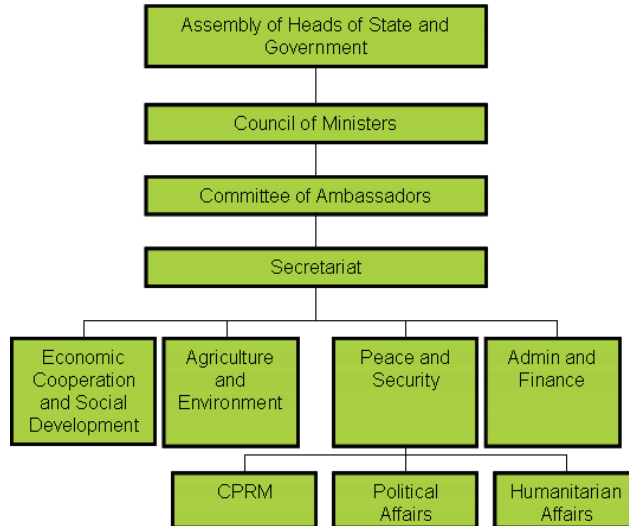 Assembly of Heads of State and
Government
Council of Ministers
Committee of Ambassadors
Secretariat
Economic
Cooperation
and Social
Development
Agriculture
and
Environment
Peace and
Security
Admin and
Finance
CPRM
Political
Affairs
Humanitarian
Affairs